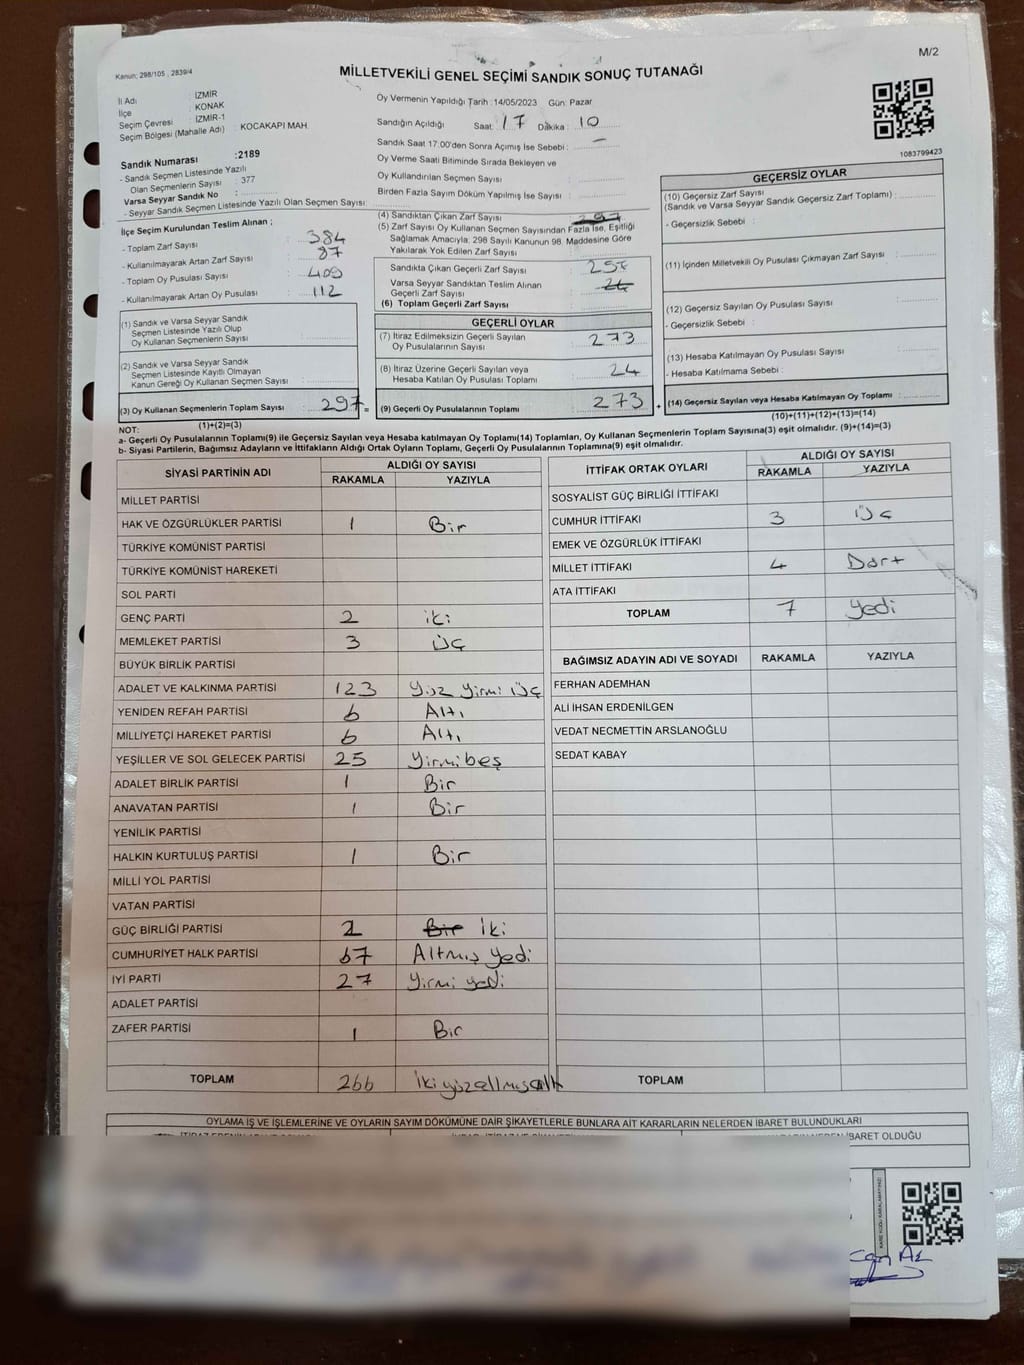 M/2
Kanun; 298/105 , 2839/4
MİLLETVEKİLİ GENEL SEÇİMİ SANDIK SONUÇ TUTANAĞI
İl Adı : İZMİR
İlçe : KONAK
Seçim Çevresi : İZMİR-1
Seçim Bölgesi (Mahalle Adı) : KOCAKAPI MAH.
Sandık Numarası :2189
- Sandık Seçmen Listesinde Yazılı
Olan Seçmenlerin Sayısı : 377
Varsa Seyyar Sandık No :
- Seyyar Sandık Seçmen Listesinde Yazılı Olan Seçmen Sayısı:
İlçe Seçim Kurulundan Teslim Alınan ;
- Toplam Zarf Sayısı : 384
- Kullanılmayarak Artan Zarf Sayısı : 87
- Toplam Oy Pusulası Sayısı : 409
- Kullanılmayarak Artan Oy Pusulası : 112
(1) Sandık ve Varsa Seyyar Sandık
Seçmen Listesinde Yazılı Olup
Oy Kullanan Seçmenlerin Sayısı :
(2) Sandık ve Varsa Seyyar Sandık
Seçmen Listesinde Kayıtlı Olmayan
Kanun Gereği Oy Kullanan Seçmen Sayısı :
(3) Oy Kullanan Seçmenlerin Toplam Sayısı : 297 =
(1)+(2)=(3)
Oy Vermenin Yapıldığı Tarih :14/05/2023 Gün: Pazar
Sandığın Açıldığı Saat: 17 Dakika : 10
Sandık Saat 17:00'den Sonra Açımış İse Sebebi : –
Oy Verme Saati Bitiminde Sırada Bekleyen ve
Oy Kullandırılan Seçmen Sayısı :
Birden Fazla Sayım Döküm Yapılmış İse Sayısı :
(4) Sandıktan Çıkan Zarf Sayısı : 297
(5) Zarf Sayısı Oy Kullanan Seçmen Sayısından Fazla İse, Eşitliği
Sağlamak Amacıyla; 298 Sayılı Kanunun 98. Maddesine Göre
Yakılarak Yok Edilen Zarf Sayısı :
Sandıkta Çıkan Geçerli Zarf Sayısı :
Varsa Seyyar Sandıktan Teslim Alınan
Geçerli Zarf Sayısı : 24
(6) Toplam Geçerli Zarf Sayısı :
GEÇERLİ OYLAR
(7) İtiraz Edilmeksizin Geçerli Sayılan
Oy Pusulalarının Sayısı : 273
(8) İtiraz Üzerine Geçerli Sayılan veya
Hesaba Katılan Oy Pusulası Toplamı : 24
(9) Geçerli Oy Pusulalarının Toplamı : 273 +
1083799423
GEÇERSİZ OYLAR
(10) Geçersiz Zarf Sayısı
(Sandık ve Varsa Seyyar Sandık Geçersiz Zarf Toplamı) :
- Geçersizlik Sebebi :
(11) İçinden Milletvekili Oy Pusulası Çıkmayan Zarf Sayısı :
(12) Geçersiz Sayılan Oy Pusulası Sayısı :
- Geçersizlik Sebebi :
(13) Hesaba Katılmayan Oy Pusulası Sayısı :
- Hesaba Katılmama Sebebi :
(14) Geçersiz Sayılan veya Hesaba Katılmayan Oy Toplamı :
(10)+(11)+(12)+(13)=(14)
NOT:
a- Geçerli Oy Pusulalarının Toplamı(9) ile Geçersiz Sayılan veya Hesaba katılmayan Oy Toplamı(14) Toplamları, Oy Kullanan Seçmenlerin Toplam Sayısına(3) eşit olmalıdır. (9)+(14)=(3)
b- Siyasi Partilerin, Bağımsız Adayların ve İttifakların Aldığı Ortak Oyların Toplamı, Geçerli Oy Pusulalarının Toplamına(9) eşit olmalıdır.
SİYASİ PARTİNİN ADI ALDIĞI OY SAYISI
RAKAMLA YAZIYLA
MİLLET PARTİSİ
HAK VE ÖZGÜRLÜKLER PARTİSİ 1 Bir
TÜRKİYE KOMÜNİST PARTİSİ
TÜRKİYE KOMÜNİST HAREKETİ
SOL PARTİ
GENÇ PARTİ 2 iki
MEMLEKET PARTİSİ 3 Üç
BÜYÜK BİRLİK PARTİSİ
ADALET VE KALKINMA PARTİSİ 123 Yüz Yirmi Üç
YENİDEN REFAH PARTİSİ 6 Altı
MİLLİYETÇİ HAREKET PARTİSİ 6 Altı
YEŞİLLER VE SOL GELECEK PARTİSİ 25 Yirmibeş
ADALET BİRLİK PARTİSİ 1 Bir
ANAVATAN PARTİSİ 1 Bir
YENİLİK PARTİSİ
HALKIN KURTULUŞ PARTİSİ 1 Bir
MİLLİ YOL PARTİSİ
VATAN PARTİSİ
GÜÇ BİRLİĞİ PARTİSİ 2 Bir İki
CUMHURİYET HALK PARTİSİ 67 Altmış yedi
İYİ PARTİ 27 Yirmi yedi
ADALET PARTİSİ
ZAFER PARTİSİ 1 Bir
TOPLAM 266
İTTİFAK ORTAK OYLARI ALDIĞI OY SAYISI
RAKAMLA YAZIYLA
SOSYALİST GÜÇ BİRLİĞİ İTTİFAKI
CUMHUR İTTİFAKI 3 Üç
EMEK VE ÖZGÜRLÜK İTTİFAKI
MİLLET İTTİFAKI 4 Dört
ATA İTTİFAKI
TOPLAM 7 Yedi
BAĞIMSIZ ADAYIN ADI VE SOYADI RAKAMLA YAZIYLA
FERHAN ADEMHAN
ALİ İHSAN ERDENİLGEN
VEDAT NECMETTİN ARSLANOĞLU
SEDAT KABAY
TOPLAM
OYLAMA İŞ VE İŞLEMLERİNE VE OYLARIN SAYIM DÖKÜMÜNE DAİR ŞİKAYETLERLE BUNLARA AİT KARARLARIN NELERDEN İBARET BULUNDUKLARI
İBARET OLDUĞU